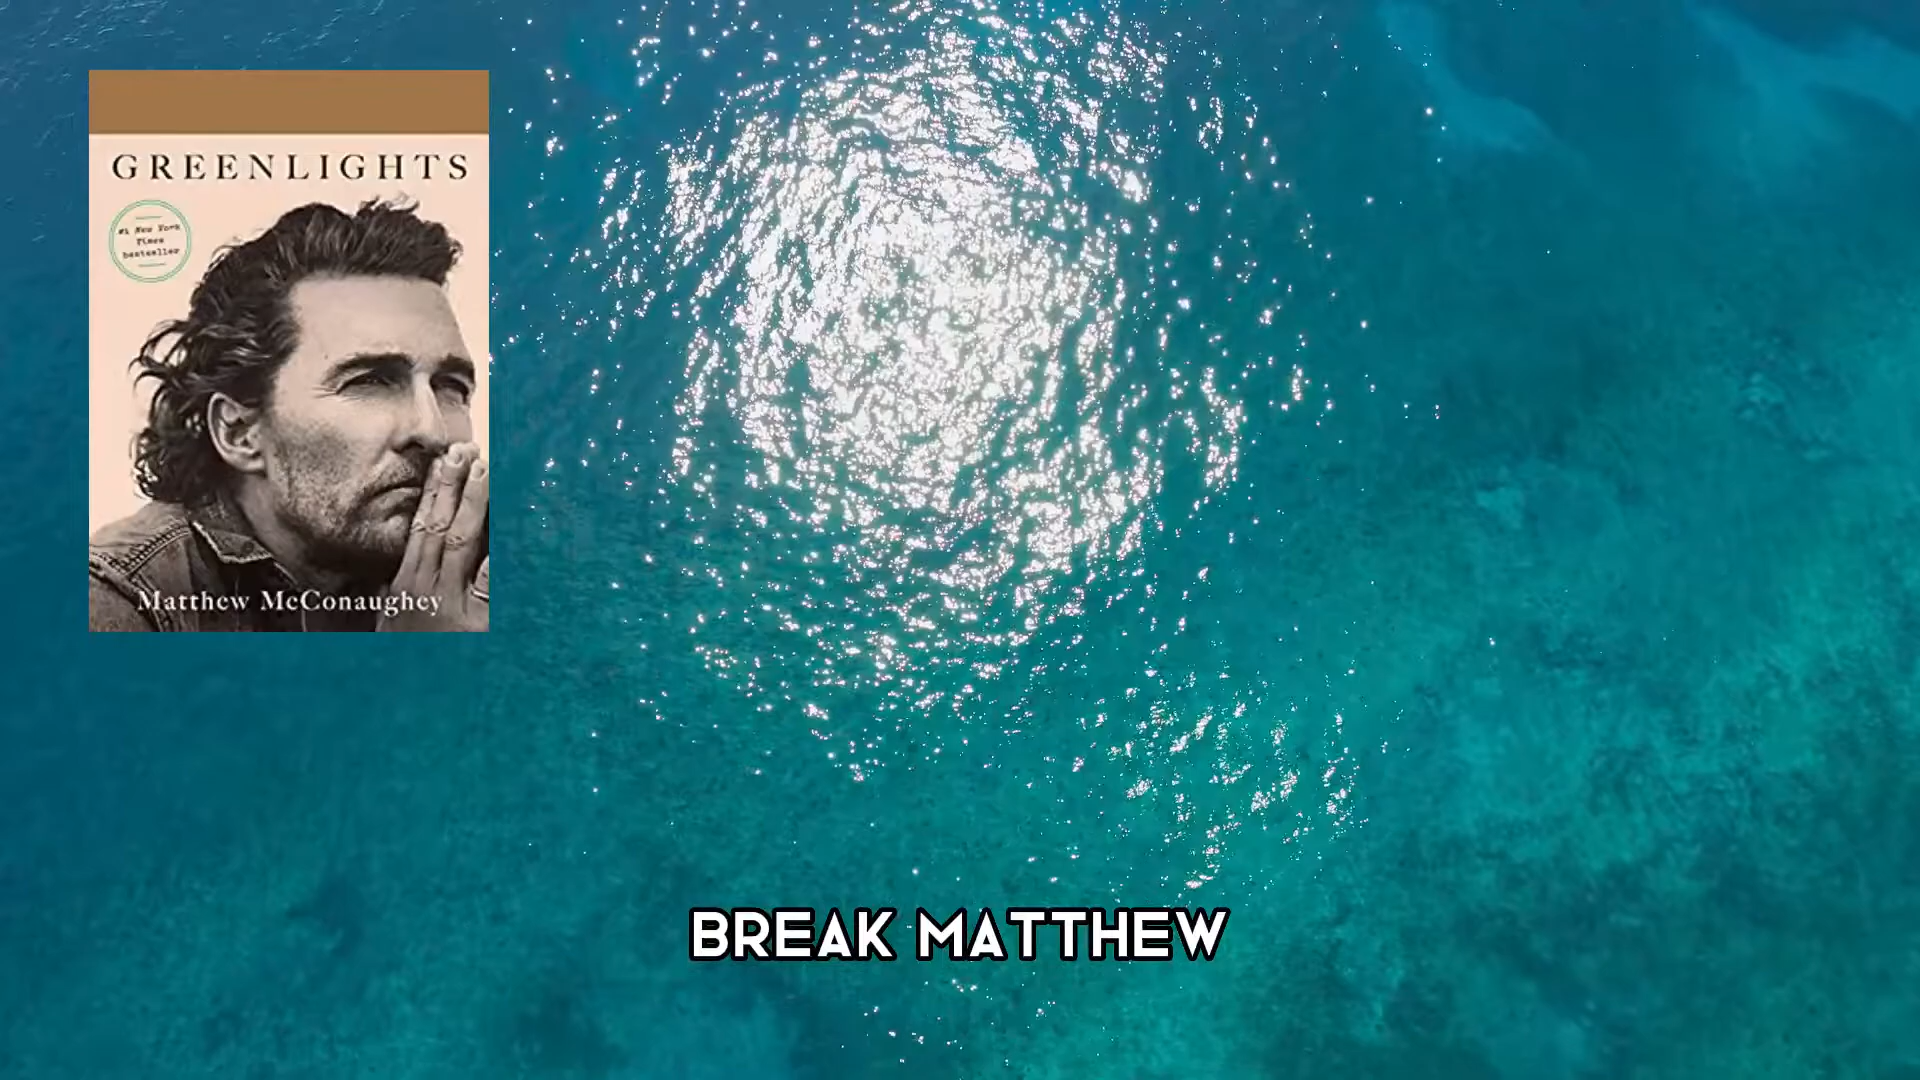 GREENLIGHTS
#1 New York
Times
bestseller
Matthew McConaughey
BREAK MATTHEW